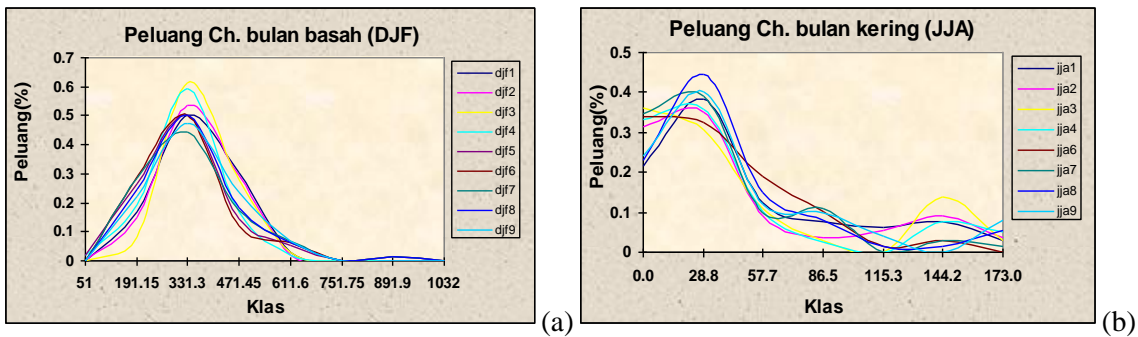 Peluang Ch. bulan basah (DJF)
0.7
0.6
0.5
0.4
0.3
0.2
0.1
0
Peluang(%)
51 191.15 331.3 471.45 611.6 751.75 891.9 1032
Klas
djf1
djf2
djf3
djf4
djf5
djf6
djf7
djf8
djf9
(a)
Peluang Ch. bulan kering (JJA)
0.5
0.4
0.3
0.2
0.1
0
Peluang(%)
0.0 28.8 57.7 86.5 115.3 144.2 173.0
Klas
jja1
jja2
jja3
jja4
jja6
jja7
jja8
jja9
(b)